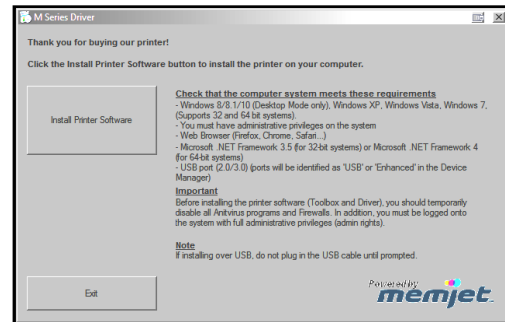 M Series Driver
Thank you for buying our printer!
Click the Install Printer Software button to install the printer on your computer.
Install Printer Software
Check that the computer system meets these requirements
- Windows 8/8.1/10 (Desktop Mode only), Windows XP, Windows Vista, Windows 7,
(Supports 32 and 64 bit systems).
- You must have administrative privileges on the system
- Web Browser (Firefox, Chrome, Safari...)
- Microsoft .NET Framework 3.5 (for 32-bit systems) or Microsoft .NET Framework 4
(for 64-bit systems)
- USB port (2.0/3.0) (ports will be identified as 'USB' or 'Enhanced' in the Device
Manager)
Important
Before installing the printer software (Toolbox and Driver), you should temporarily
disable all Antivirus programs and Firewalls. In addition, you must be logged onto
the system with full administrative privileges (admin rights).
Note
If installing over USB, do not plug in the USB cable until prompted.
Exit
Powered by
memjet.